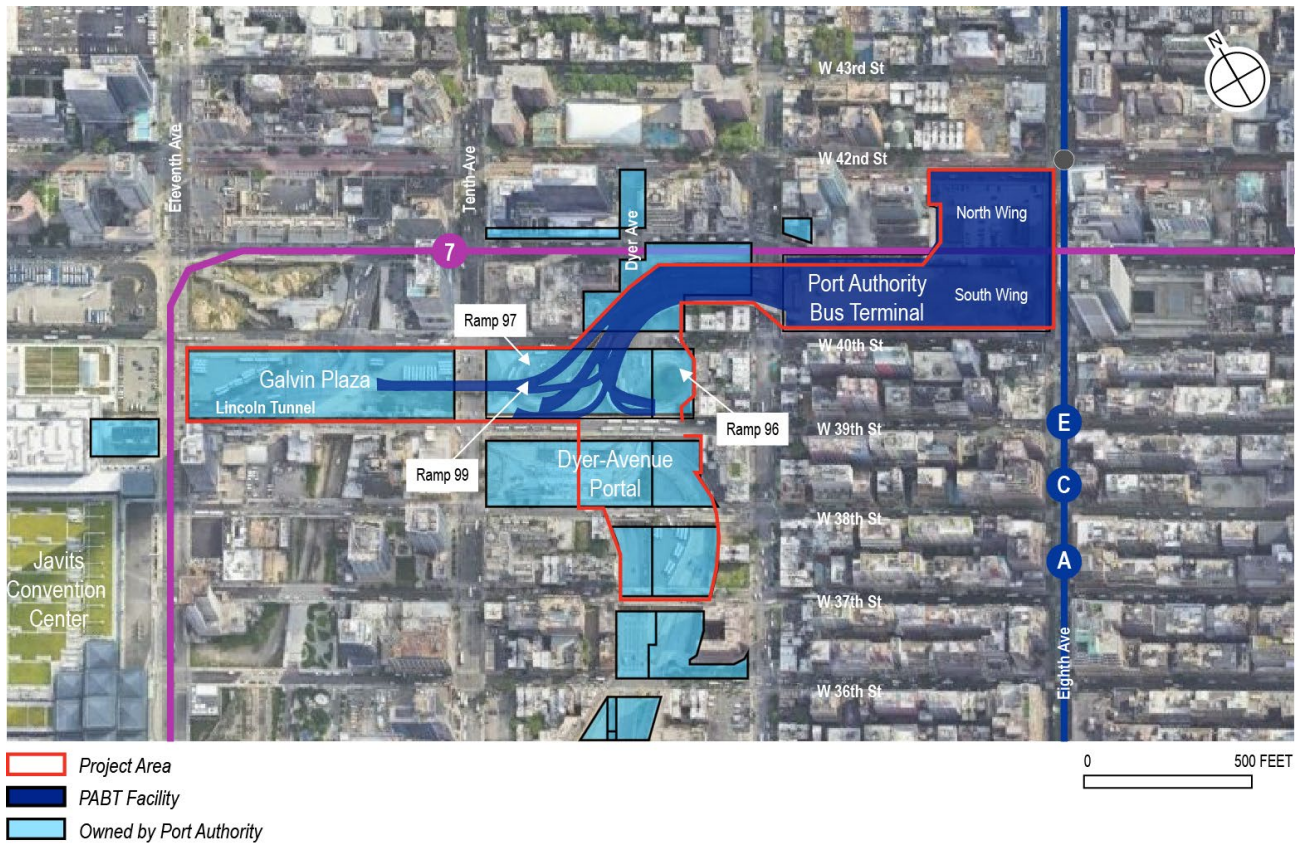 N
W 43rd St
W 42nd St
Eleventh Ave
Tenth Ave
Dyer Ave
North Wing
7
Port Authority
Bus Terminal
South Wing
Ramp 97
W 40th St
Galvin Plaza
Lincoln Tunnel
Ramp 96
W 39th St
E
Ramp 99
Dyer-Avenue
Portal
C
W 38th St
A
Javits
Convention
Center
W 37th St
Eighth Ave
W 36th St
Project Area
PABT Facility
Owned by Port Authority
0 500 FEET